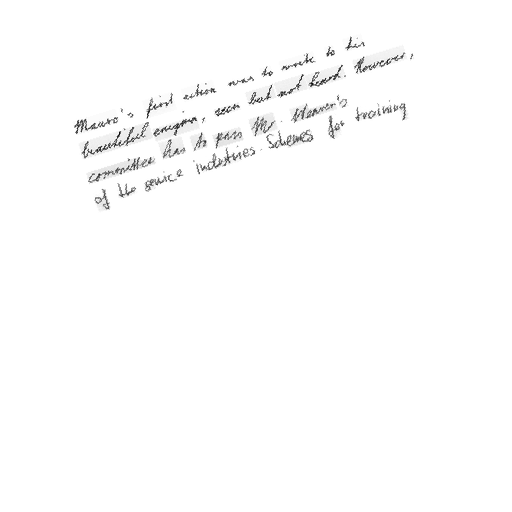 Mauro's first action was to write to his
beautiful enigma, seen but not heard. However,
committee has to pass Mr. Weaver's
of the service industries. Schemes for training